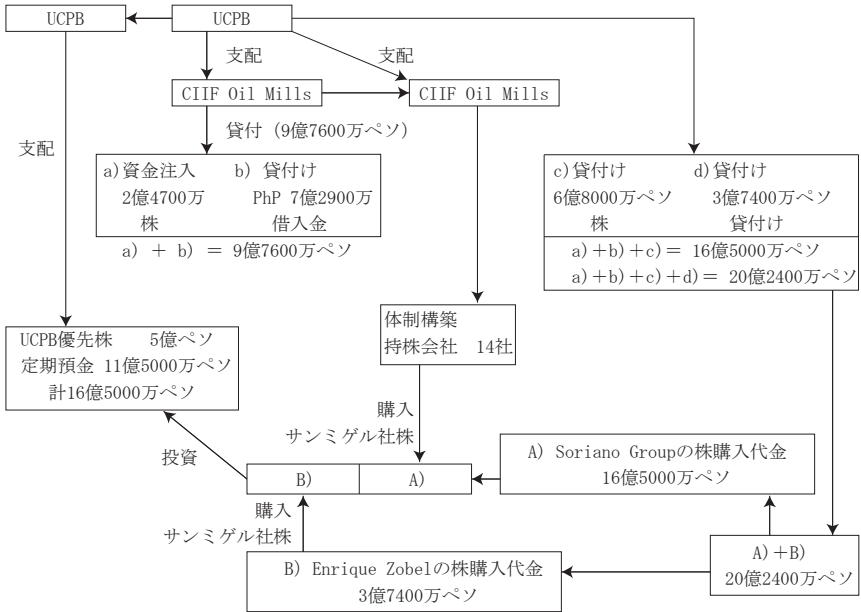 UCPB
UCPB
支配
支配
CIIF Oil Mills
CIIF Oil Mills
貸付（9億7600万ペソ）
支配
a)資金注入 b) 貸付け
2億4700万 PhP 7億2900万
株 借入金
a) + b) = 9億7600万ペソ
c)貸付け d)貸付け
6億8000万ペソ 3億7400万ペソ
株 貸付け
a)+b)+c)= 16億5000万ペソ
a)+b)+c)+d)= 20億2400万ペソ
体制構築
持株会社 14社
UCPB優先株 5億ペソ
定期預金 11億5000万ペソ
計16億5000万ペソ
購入
サンミゲル社株
投資
B)
A)
A) Soriano Groupの株購入代金
16億5000万ペソ
購入
サンミゲル社株
B) Enrique Zobelの株購入代金
3億7400万ペソ
A)+B)
20億2400万ペソ